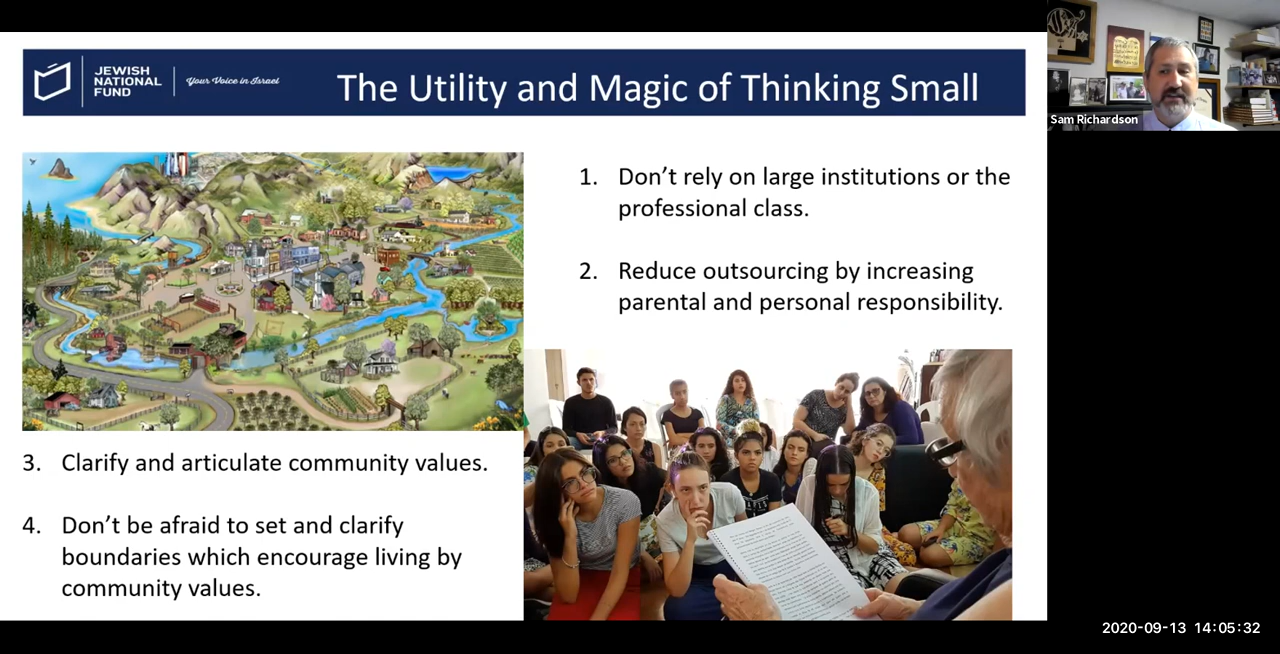 JEWISH
NATIONAL
FUND
Your Voice in Israel
The Utility and Magic of Thinking Small
Sam Richardson
1. Don’t rely on large institutions or the
professional class.
2. Reduce outsourcing by increasing
parental and personal responsibility.
3. Clarify and articulate community values.
4. Don’t be afraid to set and clarify
boundaries which encourage living by
community values.
2020-09-13 14:05:32